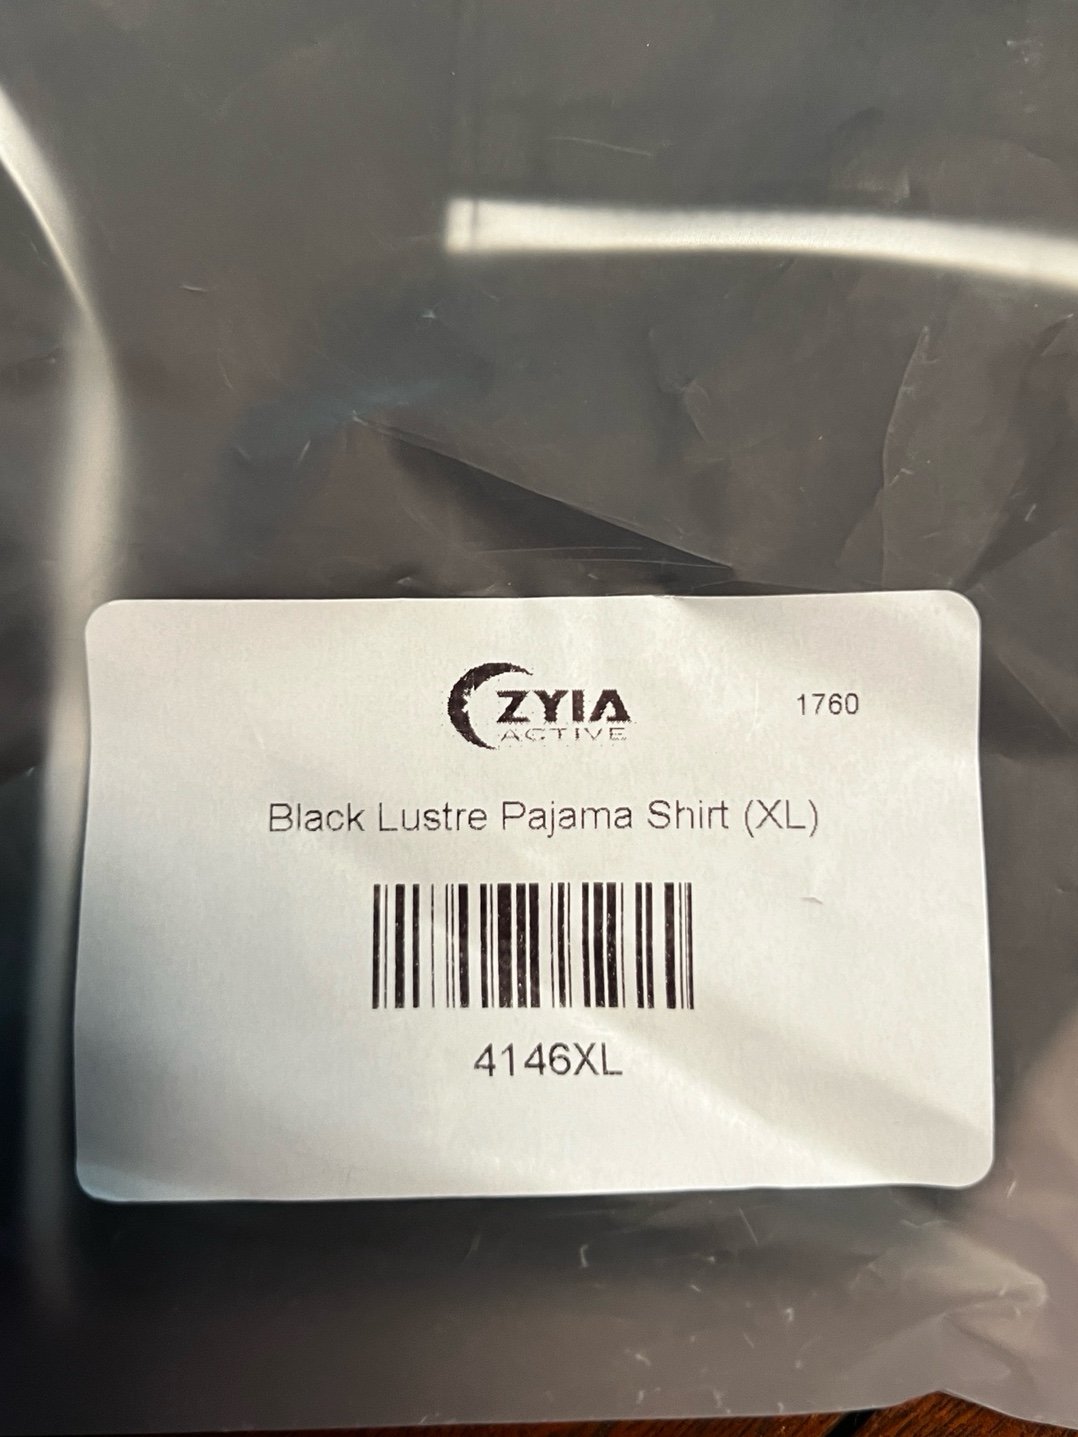 ZYIA
ACTIVE
1760
Black Lustre Pajama Shirt (XL)
4146XL